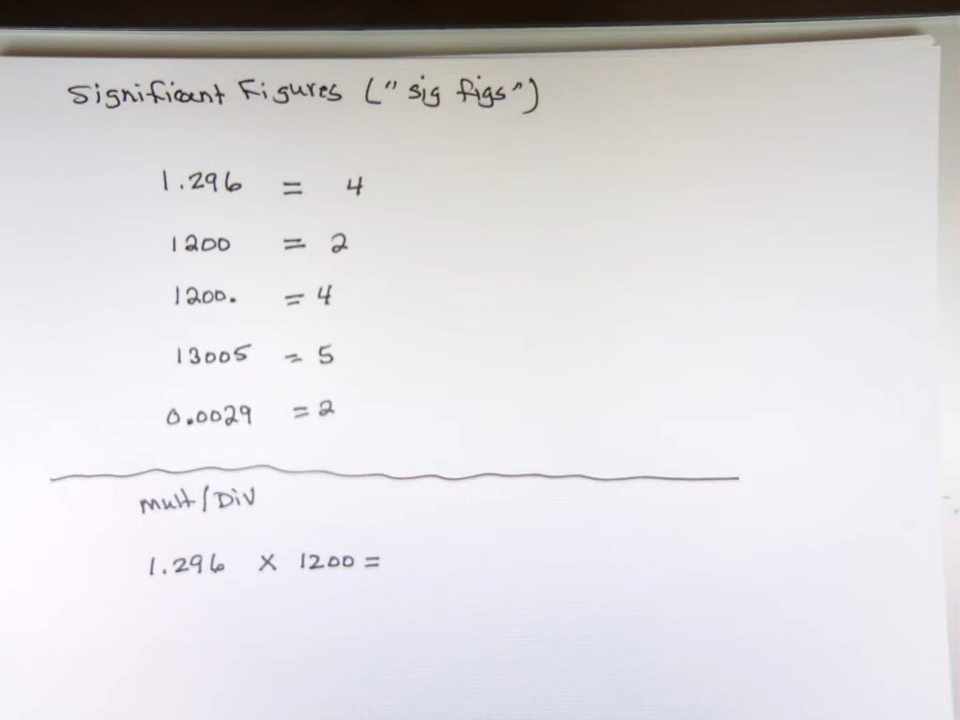 Significant Figures ("sig figs")
1.296 = 4
1200 = 2
1200. = 4
13005 = 5
0.0029 = 2
mult/Div
1.296 x 1200 =